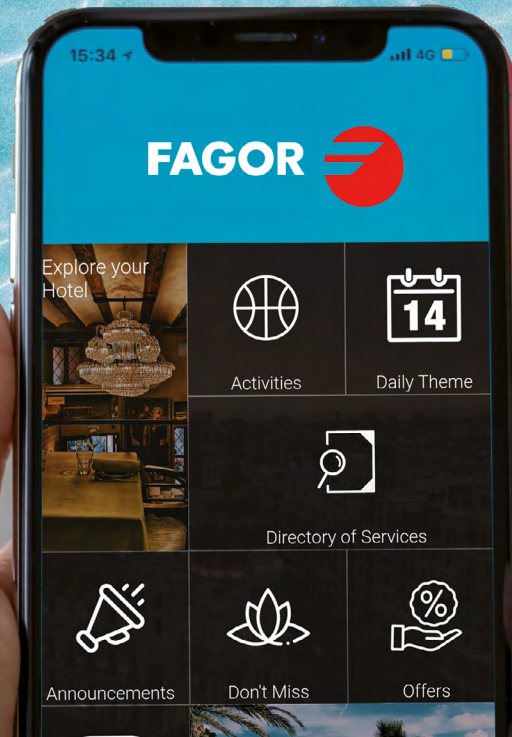 15:34
4G
FAGOR
Explore your
Hotel
Activities
14
Daily Theme
Directory of Services
Announcements
Don't Miss
%
Offers